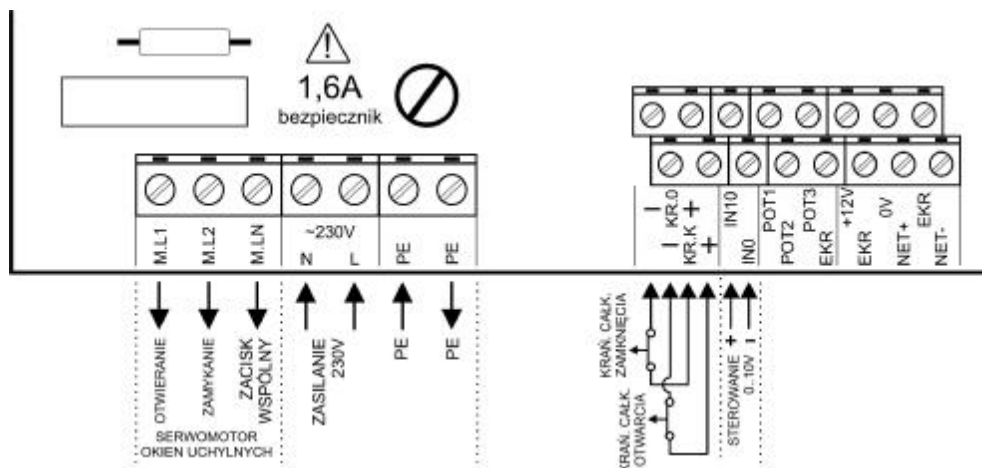 1,6A
bezpiecznik
M.L1
M.L2
M.LN
~230V
N
L
PE
PE
– KR.0 +
– KR.K +
IN10
IN0
POT1
POT2
POT3
EKR
+12V
EKR
0V
NET+
EKR
NET-
OTWIERANIE
ZAMYKANIE
ZACISK
WSPÓLNY
SERWOMOTOR
OKIEN UCHYLNYCH
ZASILANIE
230V
PE
PE
KRAŃ. CAŁK.
ZAMKNIĘCIA
KRAŃ. CAŁK.
OTWARCIA
STEROWANIE
0..10V
+
–